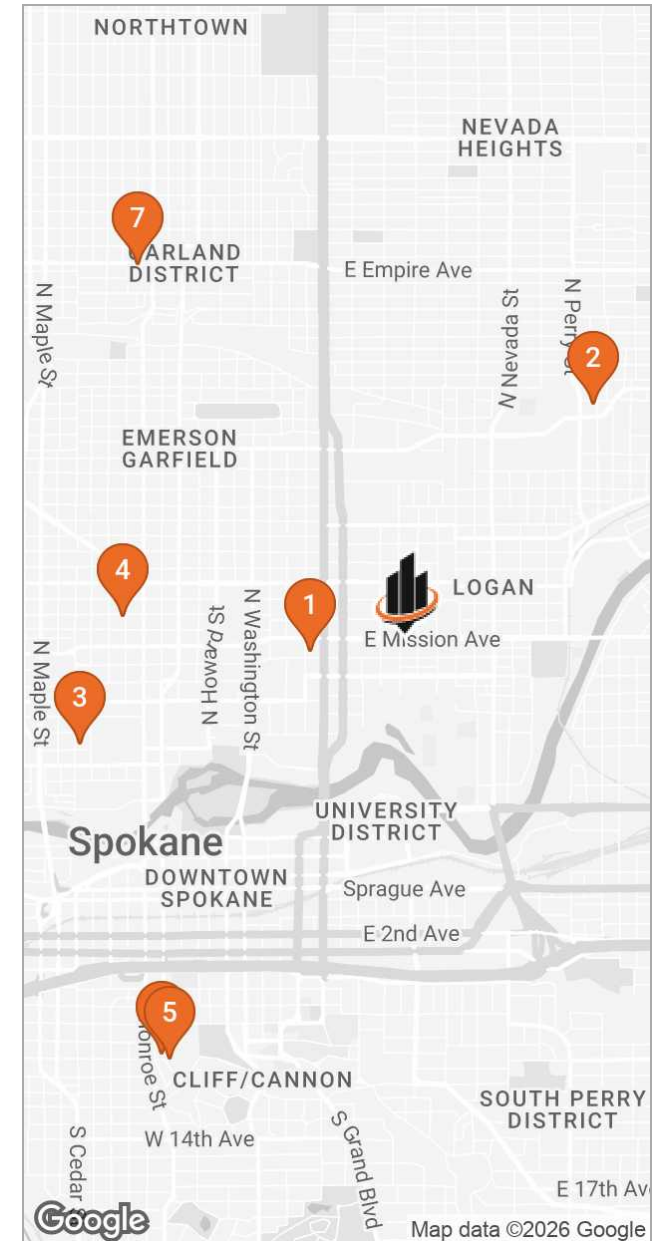 NORTHTOWN
NEVADA
HEIGHTS
7
GARLAND
DISTRICT
E Empire Ave
N Maple St
N Nevada St
N Perry St
2
EMERSON
GARFIELD
4
1
LOGAN
E Mission Ave
N Howard St
N Washington St
N Maple St
3
UNIVERSITY
DISTRICT
Spokane
DOWNTOWN
SPOKANE
Sprague Ave
E 2nd Ave
5
Monroe St
CLIFF/CANNON
SOUTH PERRY
DISTRICT
W 14th Ave
S Cedar St
S Grand Blvd
E 17th Av
Google
Map data ©2026 Google